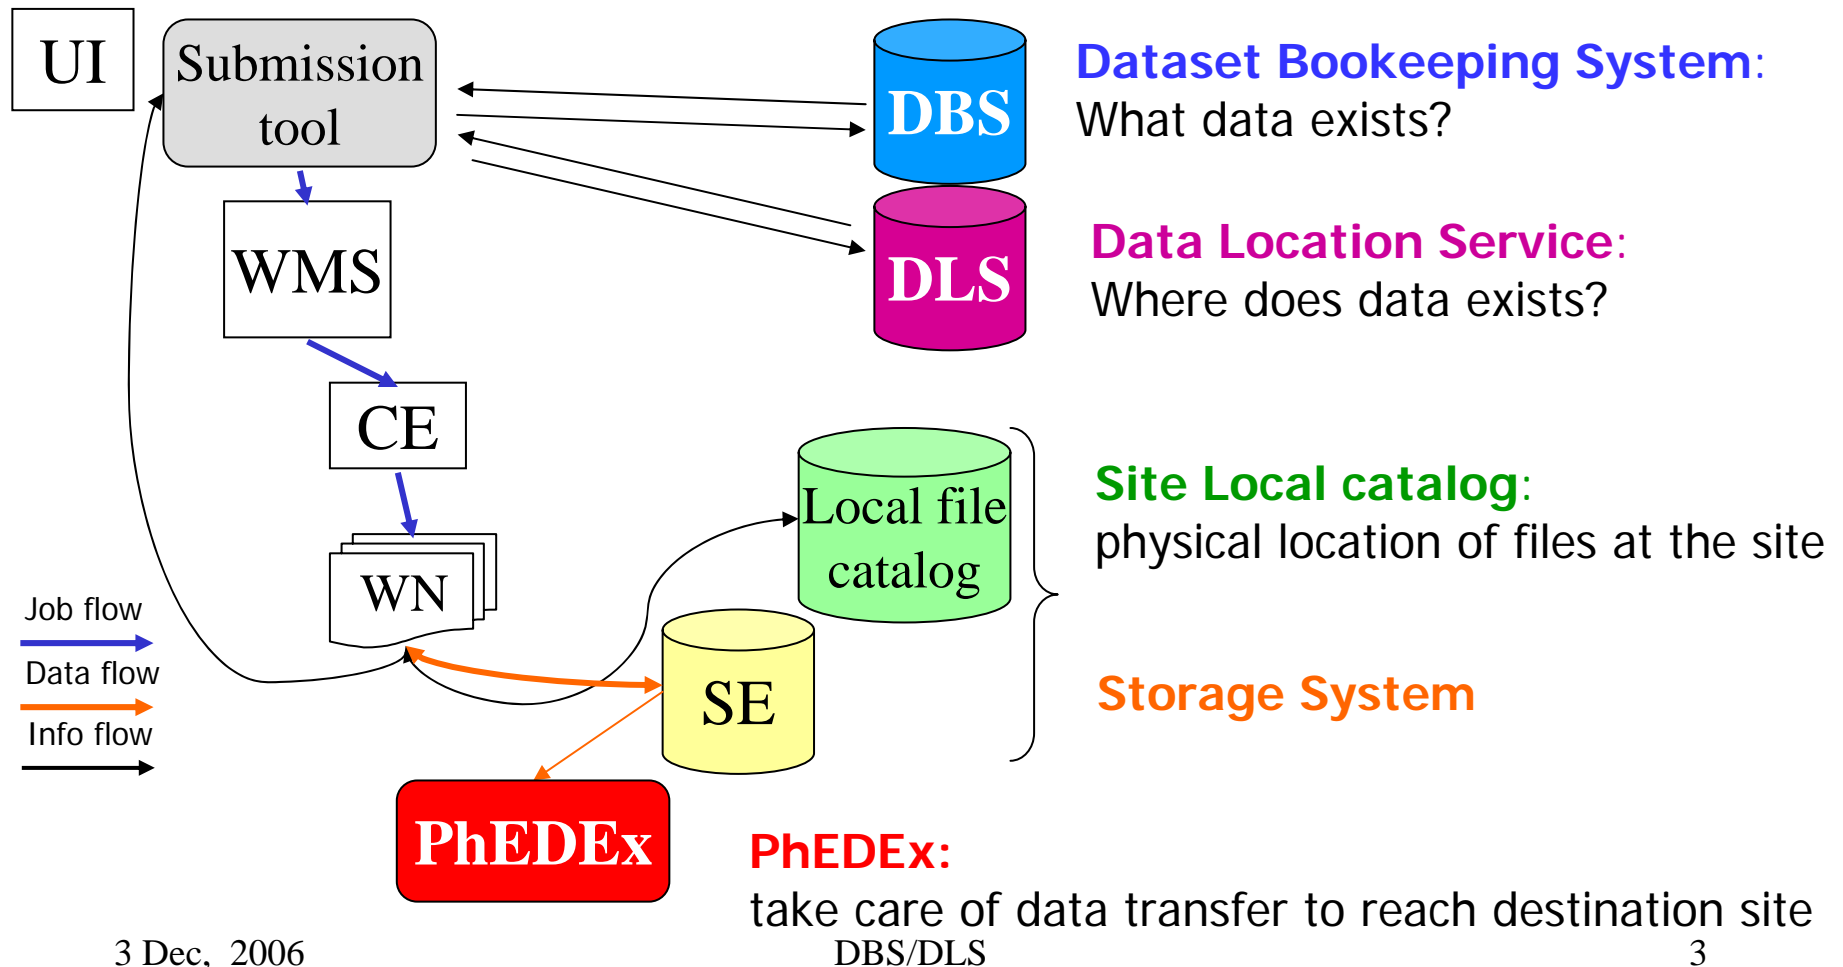 UI
Submission
tool
DBS
Dataset Bookeeping System:
What data exists?
WMS
DLS
Data Location Service:
Where does data exists?
CE
Local file
catalog
Site Local catalog:
physical location of files at the site
WN
Job flow
Data flow
Info flow
SE
Storage System
PhEDEx
PhEDEx:
take care of data transfer to reach destination site
3 Dec, 2006
DBS/DLS
3